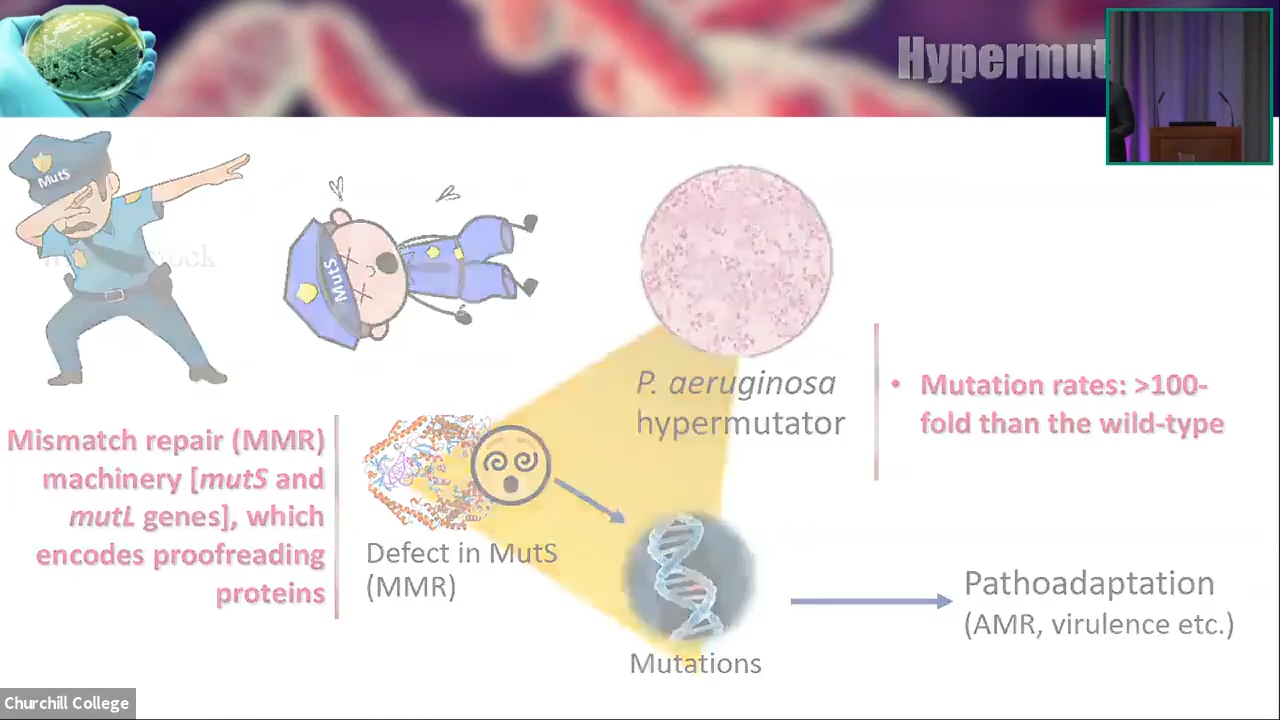 Hypermut
MutS
MutS
P. aeruginosa
hypermutator
• Mutation rates: >100-
fold than the wild-type
Mismatch repair (MMR)
machinery [mutS and
mutL genes], which
encodes proofreading
proteins
Defect in MutS
(MMR)
Mutations
Pathoadaptation
(AMR, virulence etc.)
Churchill College